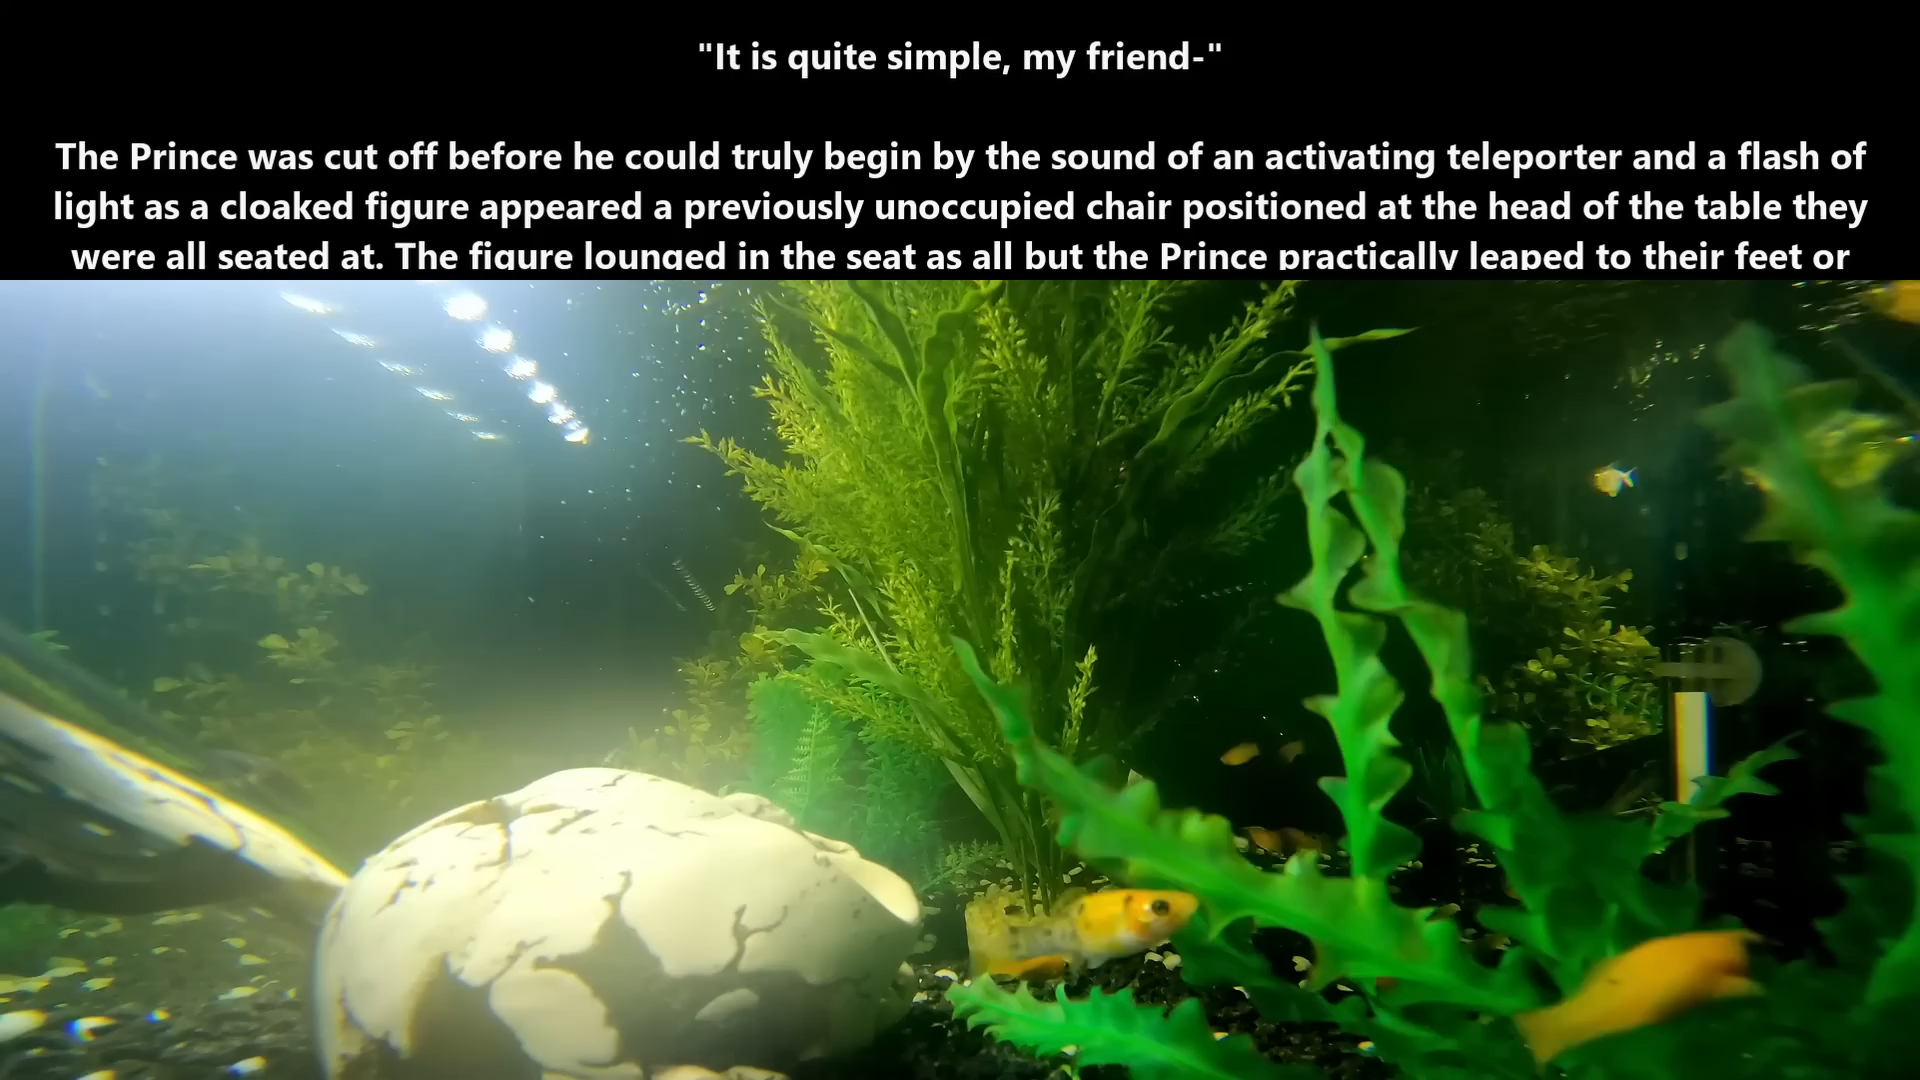 "It is quite simple, my friend-"
The Prince was cut off before he could truly begin by the sound of an activating teleporter and a flash of
light as a cloaked figure appeared a previously unoccupied chair positioned at the head of the table they
were all seated at. The figure lounged in the seat as all but the Prince practically leaped to their feet or